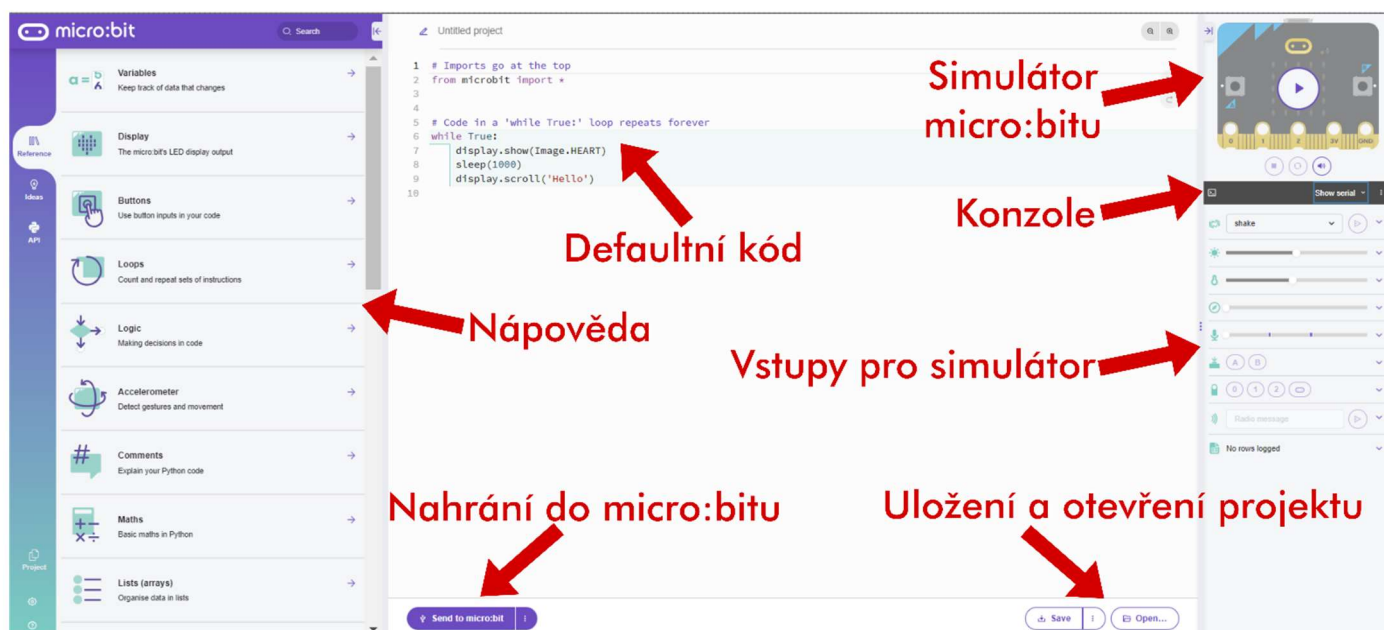 micro:bit
Search
Reference
Ideas
API
Project
Variables
Keep track of data that changes
Display
The micro:bit's LED display output
Buttons
Use button inputs in your code
Loops
Count and repeat sets of instructions
Logic
Making decisions in code
Accelerometer
Detect gestures and movement
Comments
Explain your Python code
Maths
Basic maths in Python
Lists (arrays)
Organise data in lists
Nápověda
Untitled project
1 # Imports go at the top
2 from microbit import *
3
4
5 # Code in a 'while True:' loop repeats forever
6 while True:
7 display.show(Image.HEART)
8 sleep(1000)
9 display.scroll('Hello')
10
Defaultní kód
Nahrání do micro:bitu
Send to micro:bit
Uložení a otevření projektu
Save
Open...
Simulátor
micro:bitu
0 1 2 3V GND
Konzole
Show serial
shake
Vstupy pro simulátor
A B
0 1 2
Radio message
No rows logged